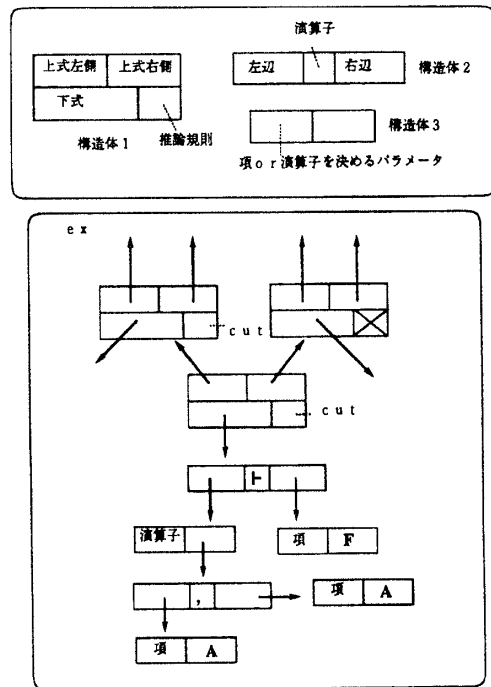 演算子
上式左側 上式右側
左辺 右辺 構造体2
下式
構造体1 推論規則
構造体3
項or演算子を決めるパラメータ
ex
cut
cut
⊢
演算子 項 F
, 項 A
項 A